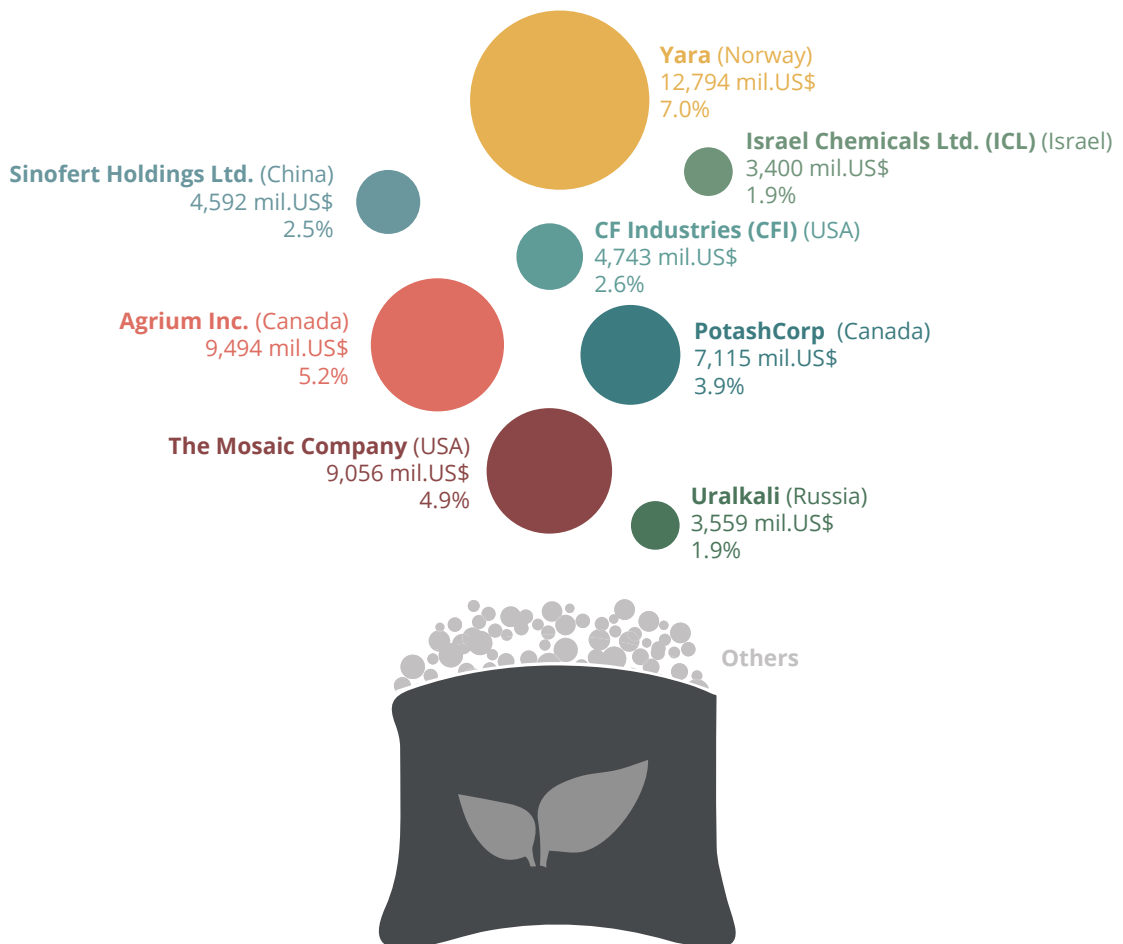 Yara (Norway)
12,794 mil.US$
7.0%
Israel Chemicals Ltd. (ICL) (Israel)
3,400 mil.US$
1.9%
Sinofert Holdings Ltd. (China)
4,592 mil.US$
2.5%
CF Industries (CFI) (USA)
4,743 mil.US$
2.6%
Agrium Inc. (Canada)
9,494 mil.US$
5.2%
PotashCorp (Canada)
7,115 mil.US$
3.9%
The Mosaic Company (USA)
9,056 mil.US$
4.9%
Uralkali (Russia)
3,559 mil.US$
1.9%
Others